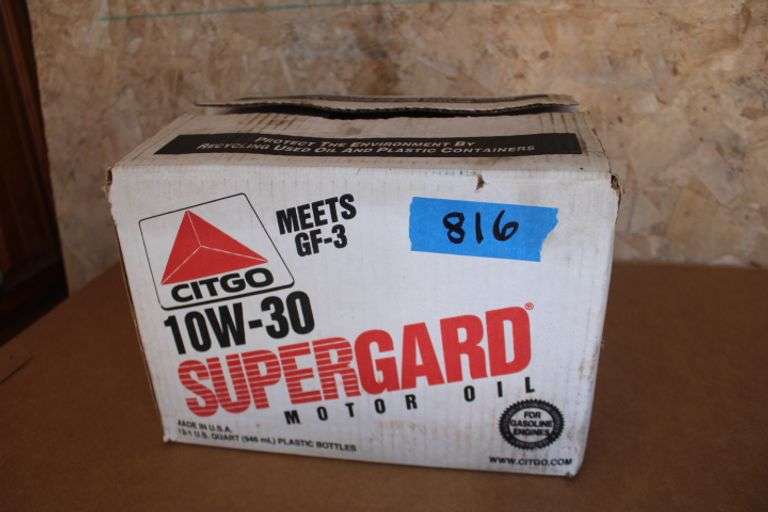 PROTECT THE ENVIRONMENT BY
RECYCLING USED OIL AND PLASTIC CONTAINERS
CITGO
MEETS
GF-3
816
10W-30
SUPERGARD®
MOTOR OIL
MADE IN U.S.A.
12-1 U.S. QUART (946 mL) PLASTIC BOTTLES
FOR
GASOLINE
ENGINES
WWW.CITGO.COM